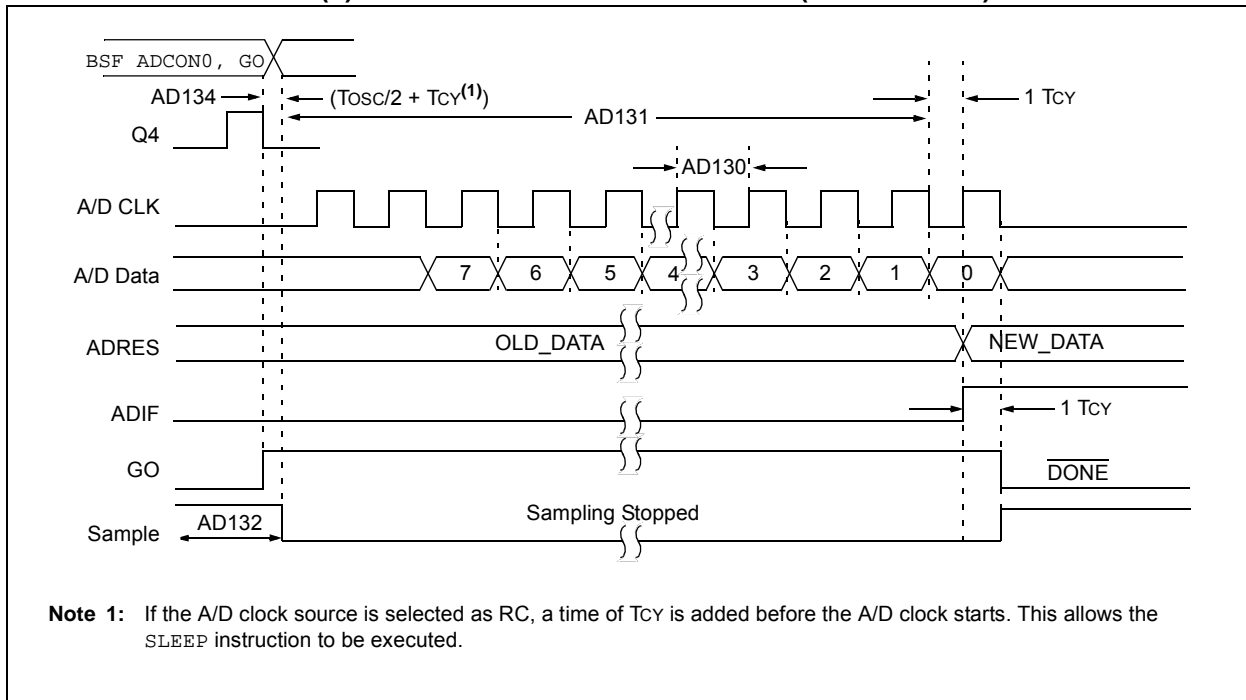 BSF ADCON0, GO
AD134
(TOSC/2 + TCY(1))
1 TCY
AD131
Q4
AD130
A/D CLK
A/D Data
7 6 5 4 3 2 1 0
ADRES
OLD_DATA
NEW_DATA
ADIF
1 TCY
GO
DONE
Sample
AD132
Sampling Stopped
Note 1: If the A/D clock source is selected as RC, a time of TCY is added before the A/D clock starts. This allows the
SLEEP instruction to be executed.